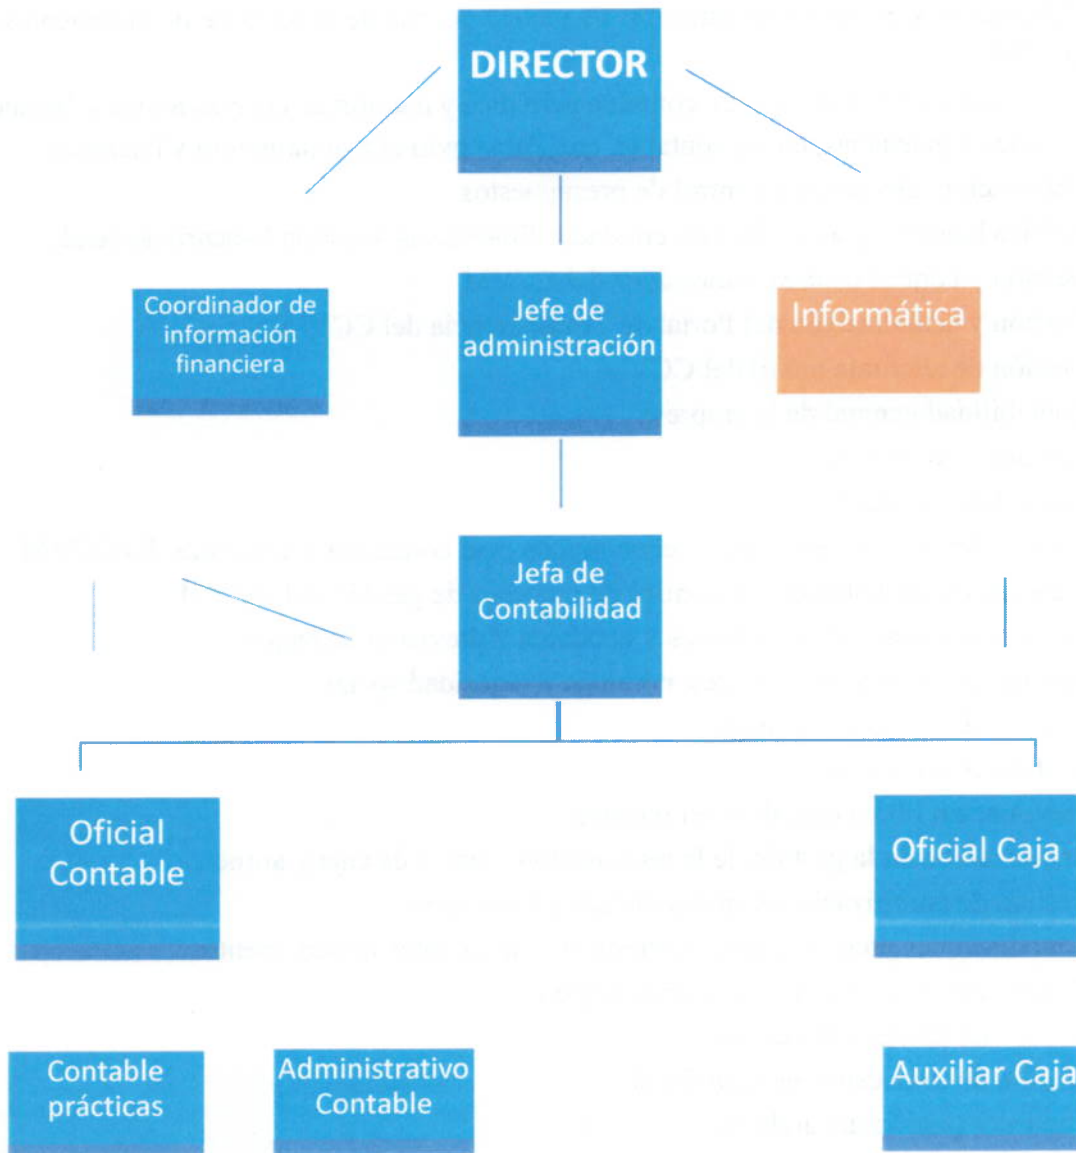 DIRECTOR
Coordinador de
información
financiera
Jefe de
administración
Informática
Jefa de
Contabilidad
Oficial
Contable
Oficial Caja
Contable
prácticas
Administrativo
Contable
Auxiliar Caja